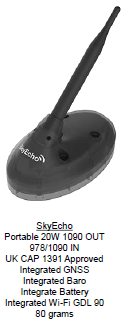 SkyEcho
SkyEcho
Portable 20W 1090 OUT
978/1090 IN
UK CAP 1391 Approved
Integrated GNSS
Integrated Baro
Integrate Battery
Integrated Wi-Fi GDL 90
80 grams